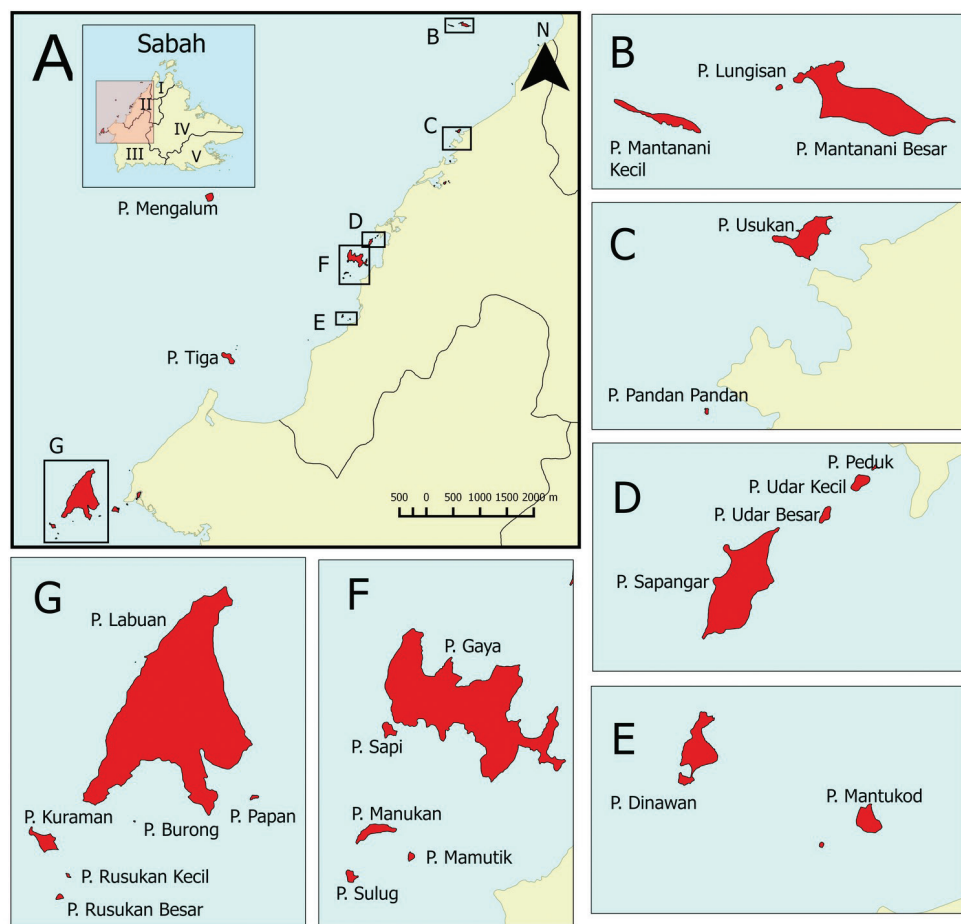 A
Sabah
I
II
IV
III
V
B
N
C
P. Mengalum
D
F
E
P. Tiga
G
500 0 500 1000 1500 2000 m
B
P. Lungisan
P. Mantanani
Kecil
P. Mantanani Besar
C
P. Usukan
P. Pandan Pandan
D
P. Peduk
P. Udar Kecil
P. Udar Besar
P. Sapangar
G
P. Labuan
P. Kuraman
P. Burong
P. Papan
P. Rusukan Kecil
P. Rusukan Besar
F
P. Gaya
P. Sapi
P. Manukan
P. Mamutik
P. Sulug
E
P. Dinawan
P. Mantukod